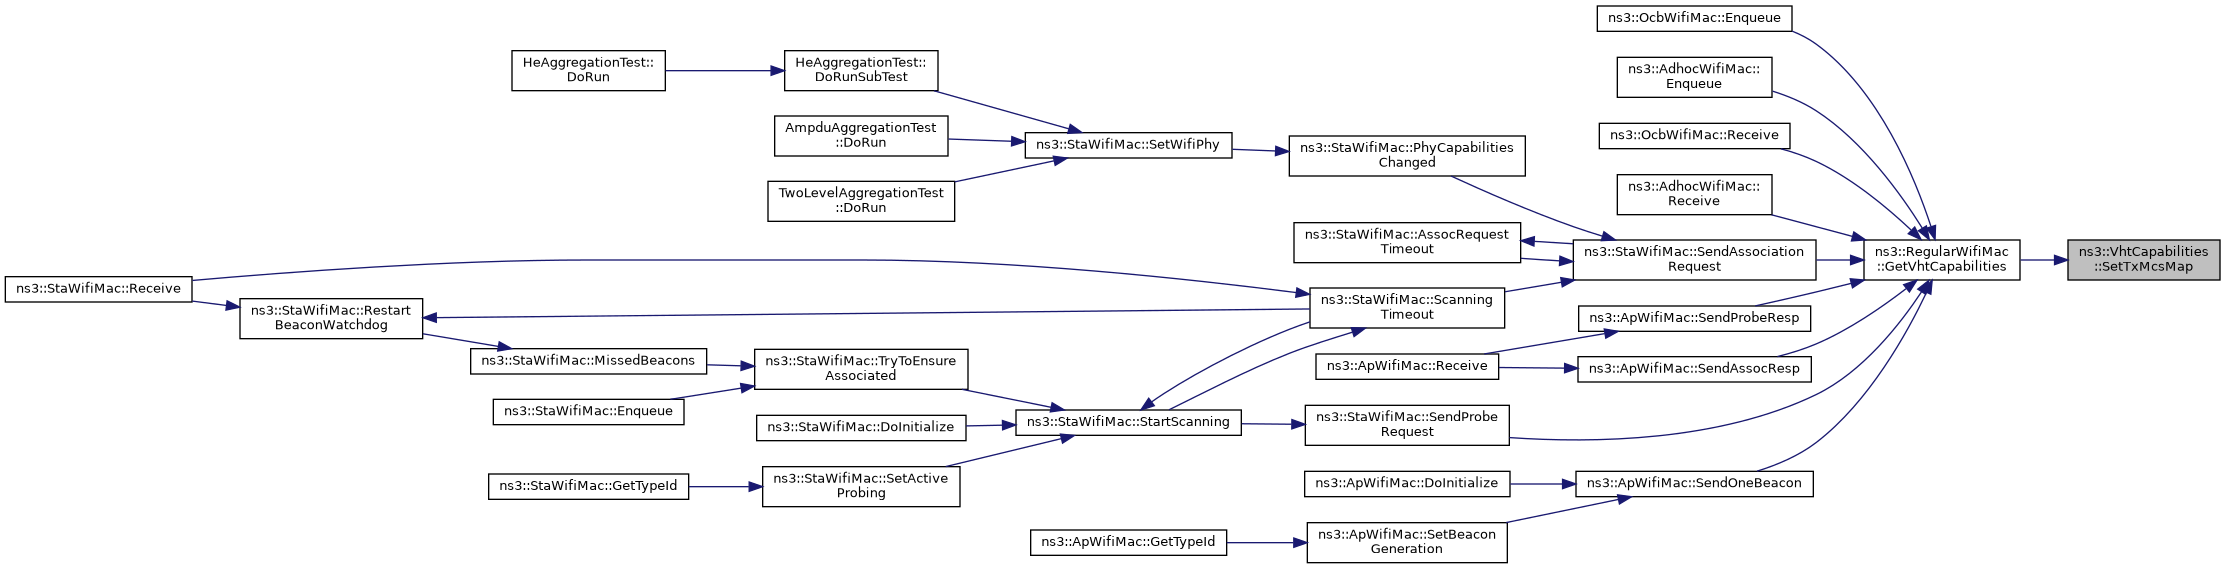 ns3::OcbWifiMac::Enqueue
HeAggregationTest::
DoRun
HeAggregationTest::
DoRunSubTest
ns3::AdhocWifiMac::
Enqueue
AmpduAggregationTest
::DoRun
ns3::StaWifiMac::SetWifiPhy
ns3::StaWifiMac::PhyCapabilities
Changed
ns3::OcbWifiMac::Receive
TwoLevelAggregationTest
::DoRun
ns3::AdhocWifiMac::
Receive
ns3::StaWifiMac::AssocRequest
Timeout
ns3::StaWifiMac::SendAssociation
Request
ns3::RegularWifiMac
::GetVhtCapabilities
ns3::VhtCapabilities
::SetTxMcsMap
ns3::StaWifiMac::Receive
ns3::StaWifiMac::Restart
BeaconWatchdog
ns3::StaWifiMac::Scanning
Timeout
ns3::ApWifiMac::SendProbeResp
ns3::StaWifiMac::MissedBeacons
ns3::StaWifiMac::TryToEnsure
Associated
ns3::ApWifiMac::Receive
ns3::ApWifiMac::SendAssocResp
ns3::StaWifiMac::Enqueue
ns3::StaWifiMac::DoInitialize
ns3::StaWifiMac::StartScanning
ns3::StaWifiMac::SendProbe
Request
ns3::StaWifiMac::GetTypeId
ns3::StaWifiMac::SetActive
Probing
ns3::ApWifiMac::DoInitialize
ns3::ApWifiMac::SendOneBeacon
ns3::ApWifiMac::GetTypeId
ns3::ApWifiMac::SetBeacon
Generation